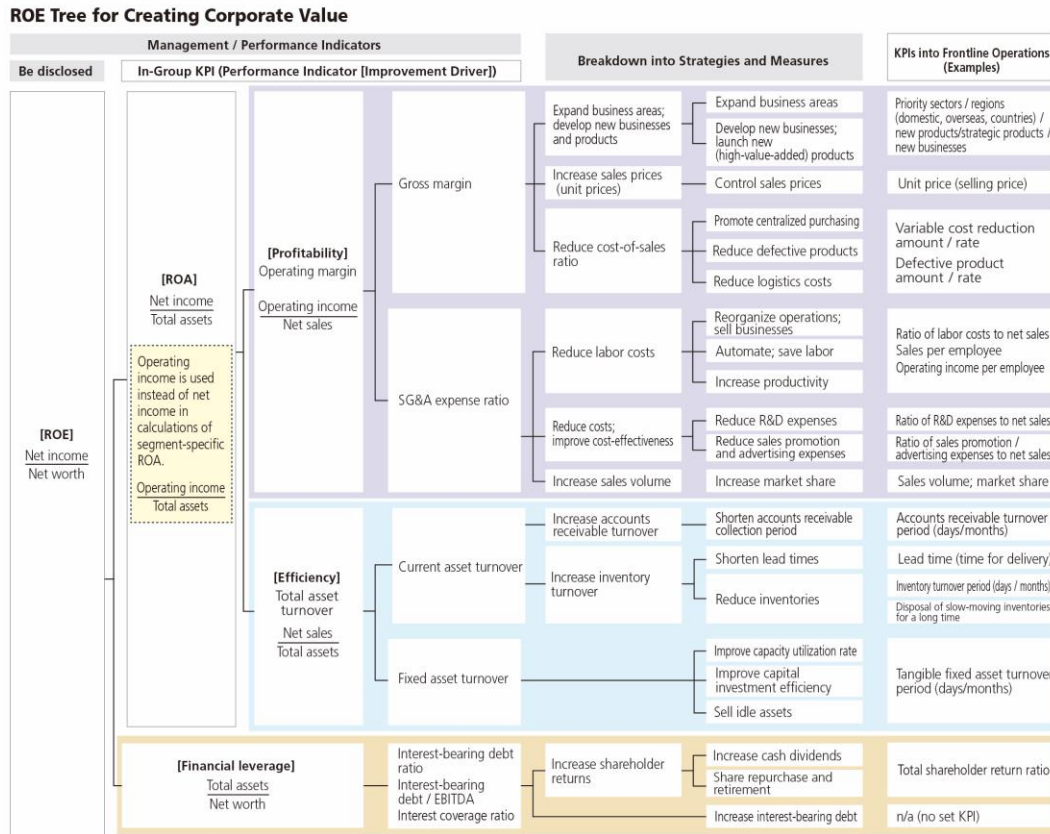 ROE Tree for Creating Corporate Value
Management / Performance Indicators
Breakdown into Strategies and Measures
KPIs into Frontline Operations
(Examples)
Be disclosed
In-Group KPI (Performance Indicator [Improvement Driver])
[ROE]
Net income
Net worth
[ROA]
Net income
Total assets
Operating
income is used
instead of net
income in
calculations of
segment-specific
ROA.
Operating income
Total assets
[Profitability]
Operating margin
Operating income
Net sales
Gross margin
Expand business areas;
develop new businesses
and products
Expand business areas
Develop new businesses;
launch new
(high-value-added) products
Priority sectors / regions
(domestic, overseas, countries) /
new products/strategic products /
new businesses
Increase sales prices
(unit prices)
Control sales prices
Unit price (selling price)
Reduce cost-of-sales
ratio
Promote centralized purchasing
Reduce defective products
Reduce logistics costs
Variable cost reduction
amount / rate
Defective product
amount / rate
SG&A expense ratio
Reduce labor costs
Reorganize operations;
sell businesses
Automate; save labor
Increase productivity
Ratio of labor costs to net sales
Sales per employee
Operating income per employee
Reduce costs;
improve cost-effectiveness
Reduce R&D expenses
Reduce sales promotion
and advertising expenses
Ratio of R&D expenses to net sales
Ratio of sales promotion /
advertising expenses to net sales
Increase sales volume
Increase market share
Sales volume; market share
[Efficiency]
Total asset
turnover
Net sales
Total assets
Current asset turnover
Increase accounts
receivable turnover
Shorten accounts receivable
collection period
Accounts receivable turnover
period (days/months)
Increase inventory
turnover
Shorten lead times
Lead time (time for delivery)
Reduce inventories
Inventory turnover period (days / months)
Disposal of slow-moving inventories
for a long time
Fixed asset turnover
Improve capacity utilization rate
Improve capital
investment efficiency
Sell idle assets
Tangible fixed asset turnover
period (days/months)
[Financial leverage]
Total assets
Net worth
Interest-bearing debt
ratio
Interest-bearing
debt / EBITDA
Interest coverage ratio
Increase shareholder
returns
Increase cash dividends
Share repurchase and
retirement
Total shareholder return ratio
Increase interest-bearing debt
n/a (no set KPI)